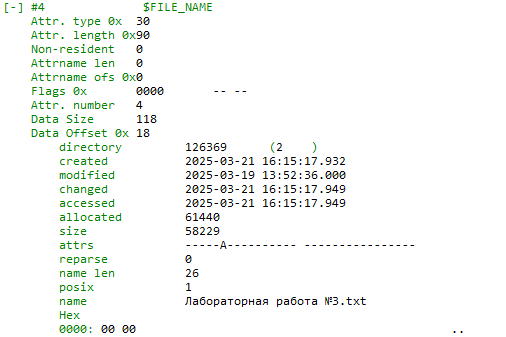 [-] #4 $FILE_NAME
Attr. type 0x 30
Attr. length 0x90
Non-resident 0
Attrname len 0
Attrname ofs 0x0
Flags 0x 0000 -- --
Attr. number 4
Data Size 118
Data Offset 0x 18
directory 126369 (2 )
created 2025-03-21 16:15:17.932
modified 2025-03-19 13:52:36.000
changed 2025-03-21 16:15:17.949
accessed 2025-03-21 16:15:17.949
allocated 61440
size 58229
attrs -----A---------- ----------------
reparse 0
name len 26
posix 1
name Лабораторная работа №3.txt
Hex
0000: 00 00 ..